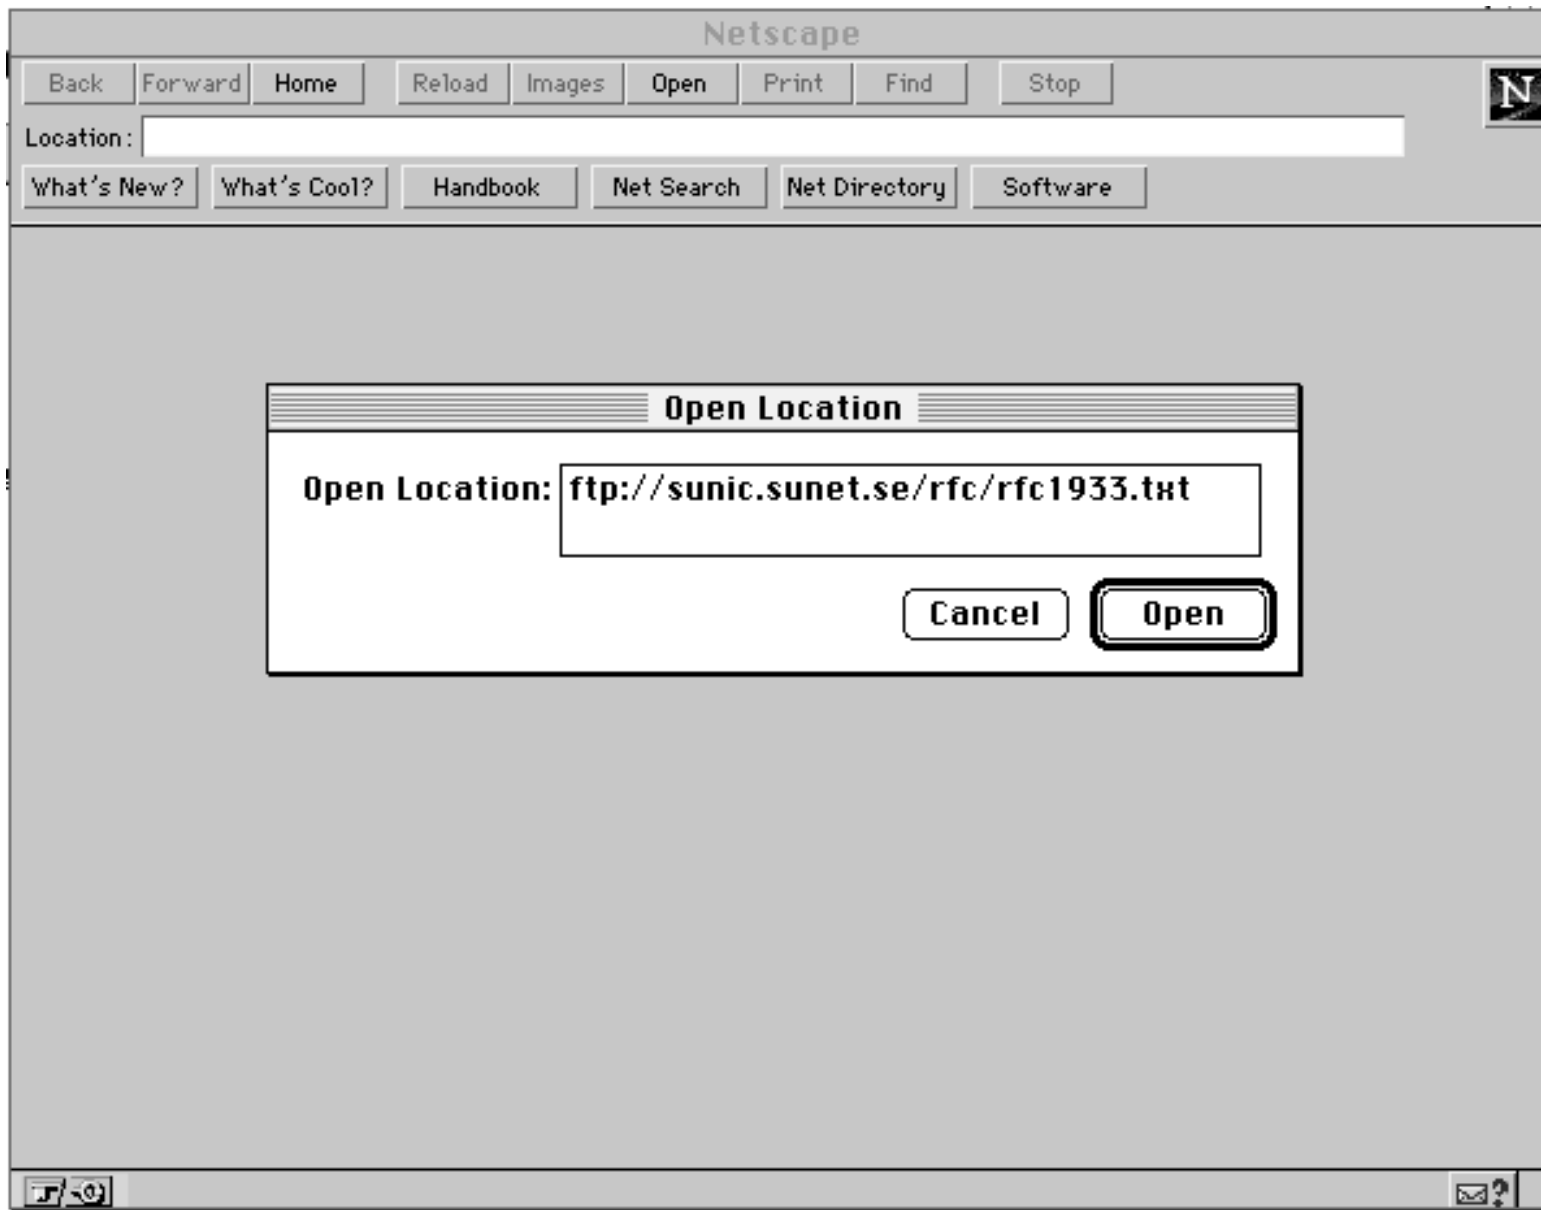 Netscape
Back Forward Home Reload Images Open Print Find Stop
N
Location:
What's New? What's Cool? Handbook Net Search Net Directory Software
Open Location
Open Location: ftp://sunic.sunet.se/rfc/rfc1933.txt
Cancel Open
?